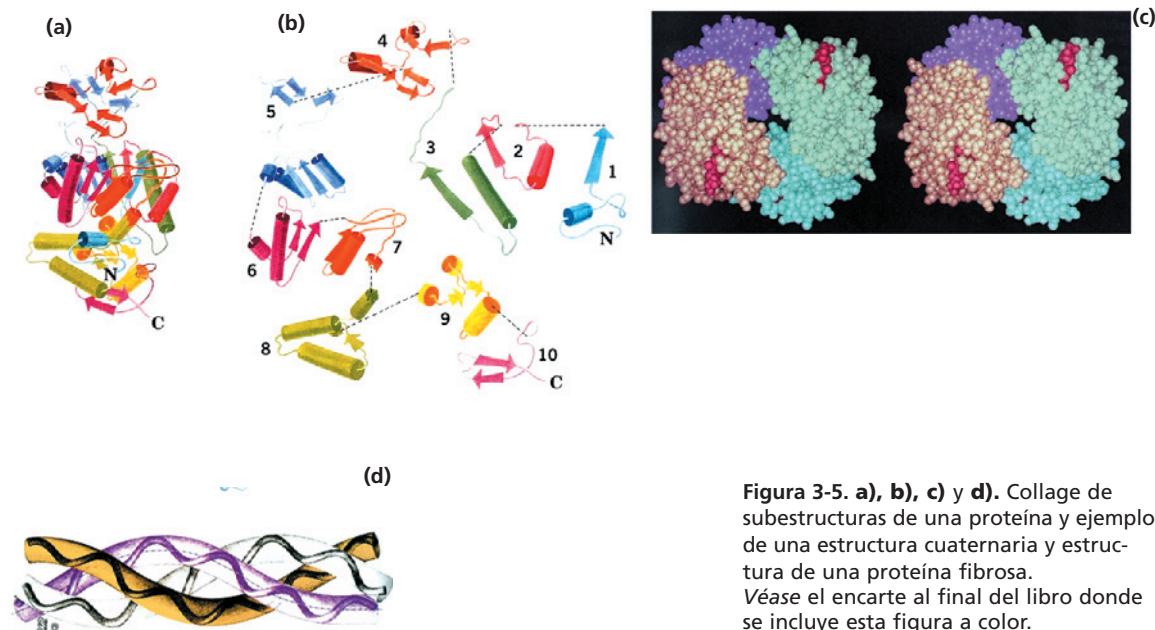 (a)
(b)
(c)
4
5
3
2
1
N
6
7
N
C
8
9
10
C
(d)
Figura 3-5. a), b), c) y d). Collage de
subestructuras de una proteína y ejemplo
de una estructura cuaternaria y estruc-
tura de una proteína fibrosa.
Véase el encarte al final del libro donde
se incluye esta figura a color.